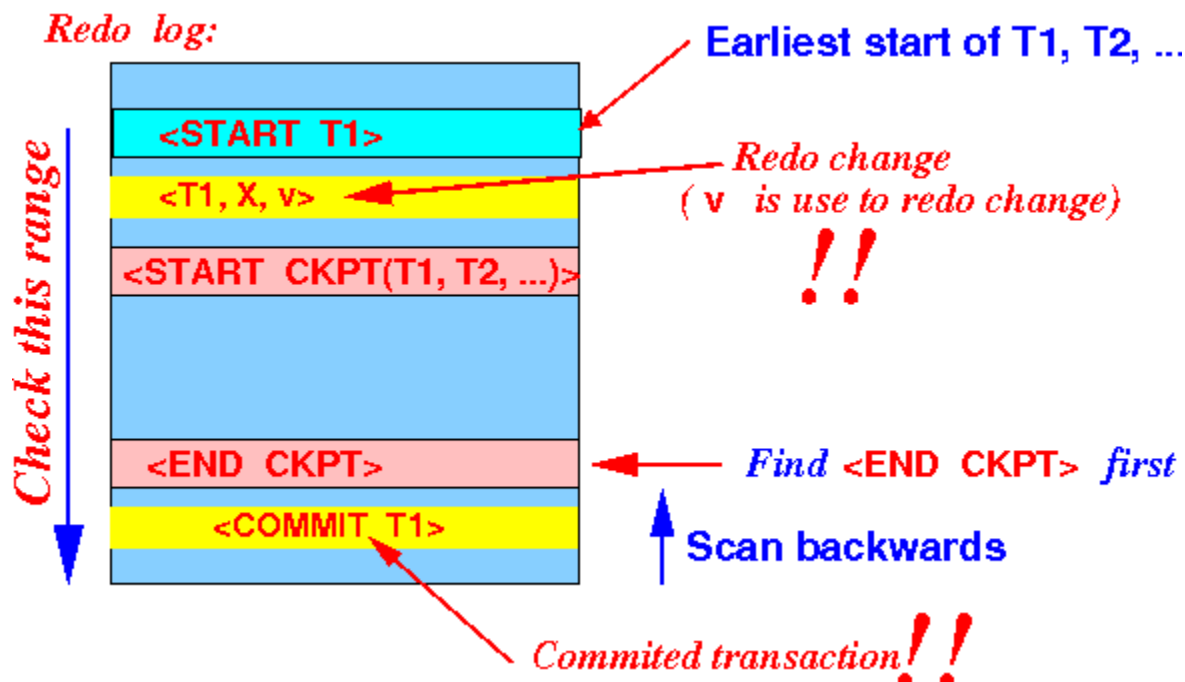 Redo log:
Earliest start of T1, T2, ...
<START T1>
Check this range
Redo change
<T1, X, v>
( v is use to redo change)
!!
<START CKPT(T1, T2, ...)>
<END CKPT>
Find <END CKPT> first
<COMMIT T1>
Scan backwards
Commited transaction !!